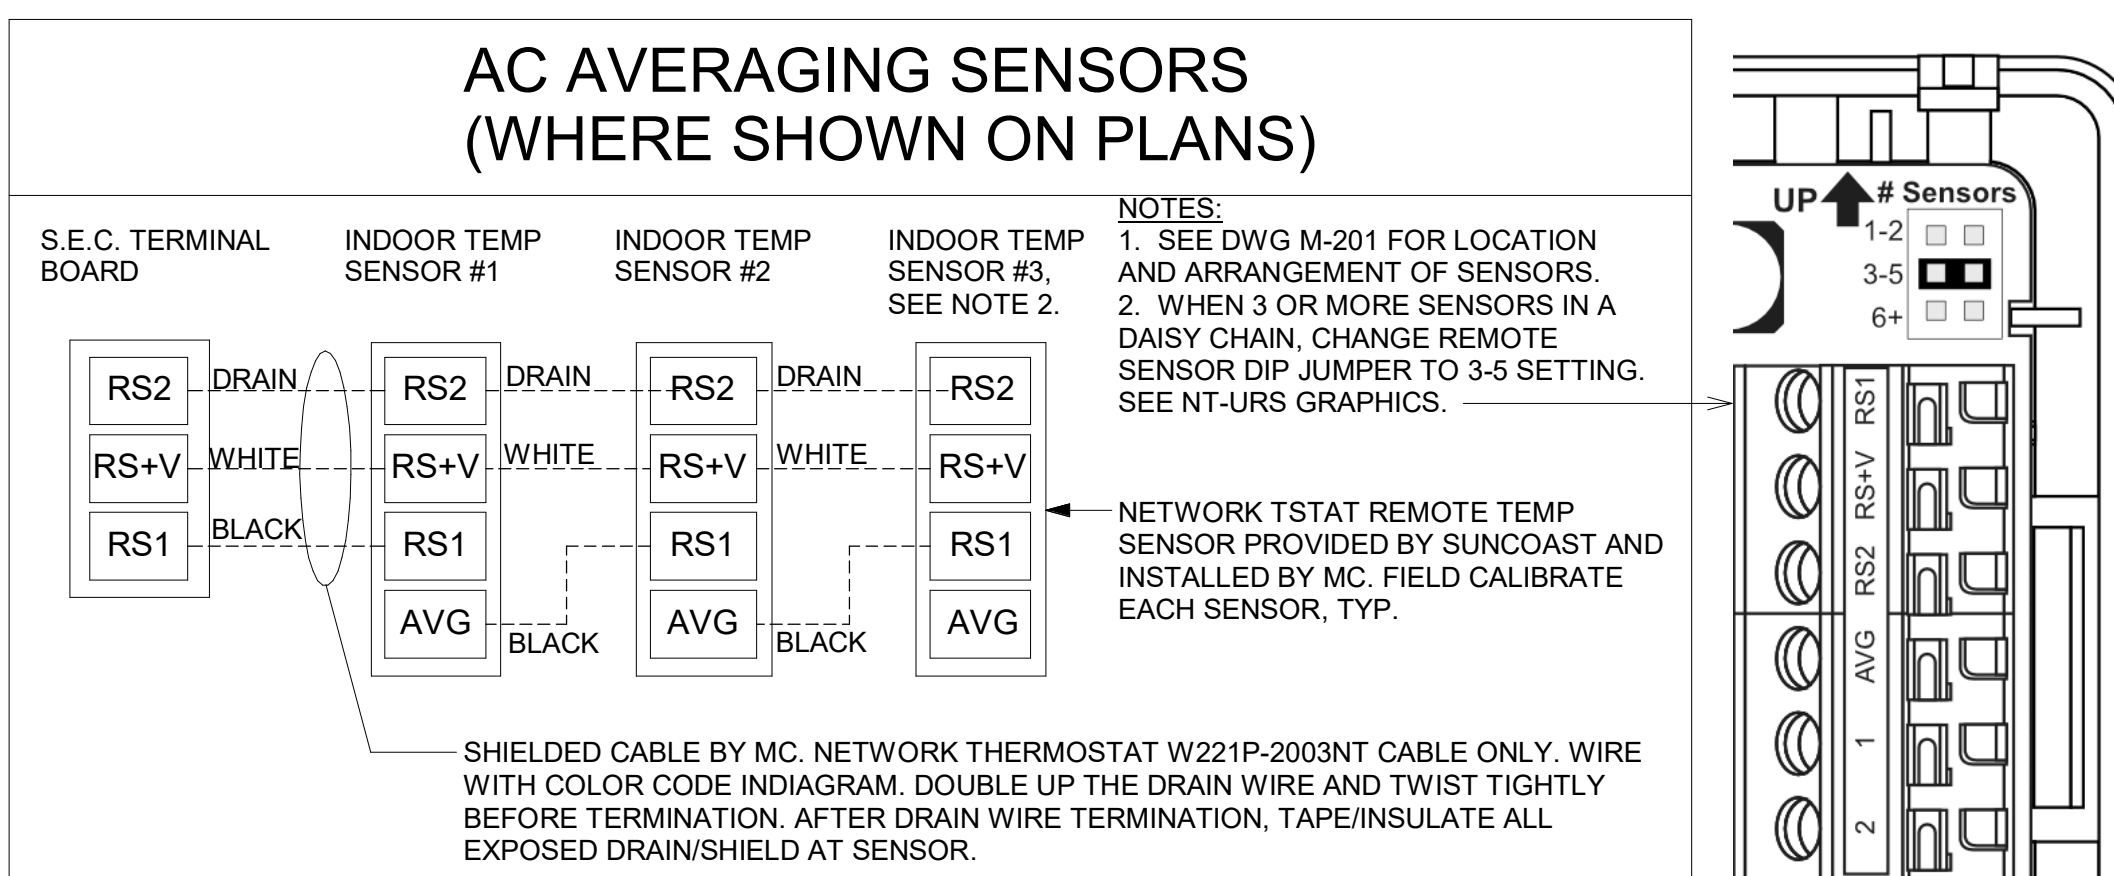 AC AVERAGING SENSORS
(WHERE SHOWN ON PLANS)
S.E.C. TERMINAL
BOARD
INDOOR TEMP
SENSOR #1
INDOOR TEMP
SENSOR #2
INDOOR TEMP
SENSOR #3,
SEE NOTE 2.
NOTES:
1. SEE DWG M-201 FOR LOCATION
AND ARRANGEMENT OF SENSORS.
2. WHEN 3 OR MORE SENSORS IN A
DAISY CHAIN, CHANGE REMOTE
SENSOR DIP JUMPER TO 3-5 SETTING.
SEE NT-URS GRAPHICS.
RS2
DRAIN
RS2
DRAIN
RS2
DRAIN
RS2
RS+V
WHITE
RS+V
WHITE
RS+V
WHITE
RS+V
RS1
BLACK
RS1
RS1
RS1
AVG
BLACK
AVG
BLACK
AVG
NETWORK TSTAT REMOTE TEMP
SENSOR PROVIDED BY SUNCOAST AND
INSTALLED BY MC. FIELD CALIBRATE
EACH SENSOR, TYP.
SHIELDED CABLE BY MC. NETWORK THERMOSTAT W221P-2003NT CABLE ONLY. WIRE
WITH COLOR CODE INDIAGRAM. DOUBLE UP THE DRAIN WIRE AND TWIST TIGHTLY
BEFORE TERMINATION. AFTER DRAIN WIRE TERMINATION, TAPE/INSULATE ALL
EXPOSED DRAIN/SHIELD AT SENSOR.
UP
# Sensors
1-2
3-5
6+
RS1
RS+V
RS2
AVG
1
2